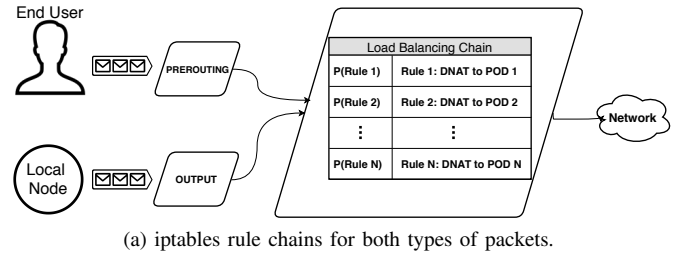 End User
PREROUTING
Load Balancing Chain
P(Rule 1) Rule 1: DNAT to POD 1
P(Rule 2) Rule 2: DNAT to POD 2
⋮ ⋮
P(Rule N) Rule N: DNAT to POD N
Network
Local
Node
OUTPUT
(a) iptables rule chains for both types of packets.